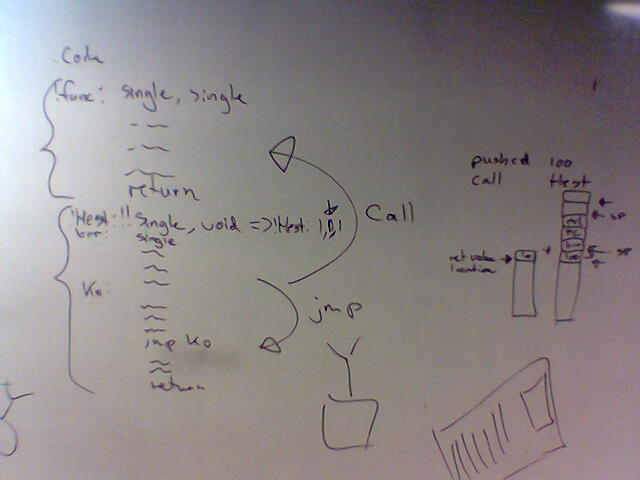 Code
!func: single, single
return
!Hest: !! single, void => !Hest: 1,0,1
single
Call
Ko:
jmp
jmp Ko
return
pushed 100
Call Hest
sp
ret value
location
sp